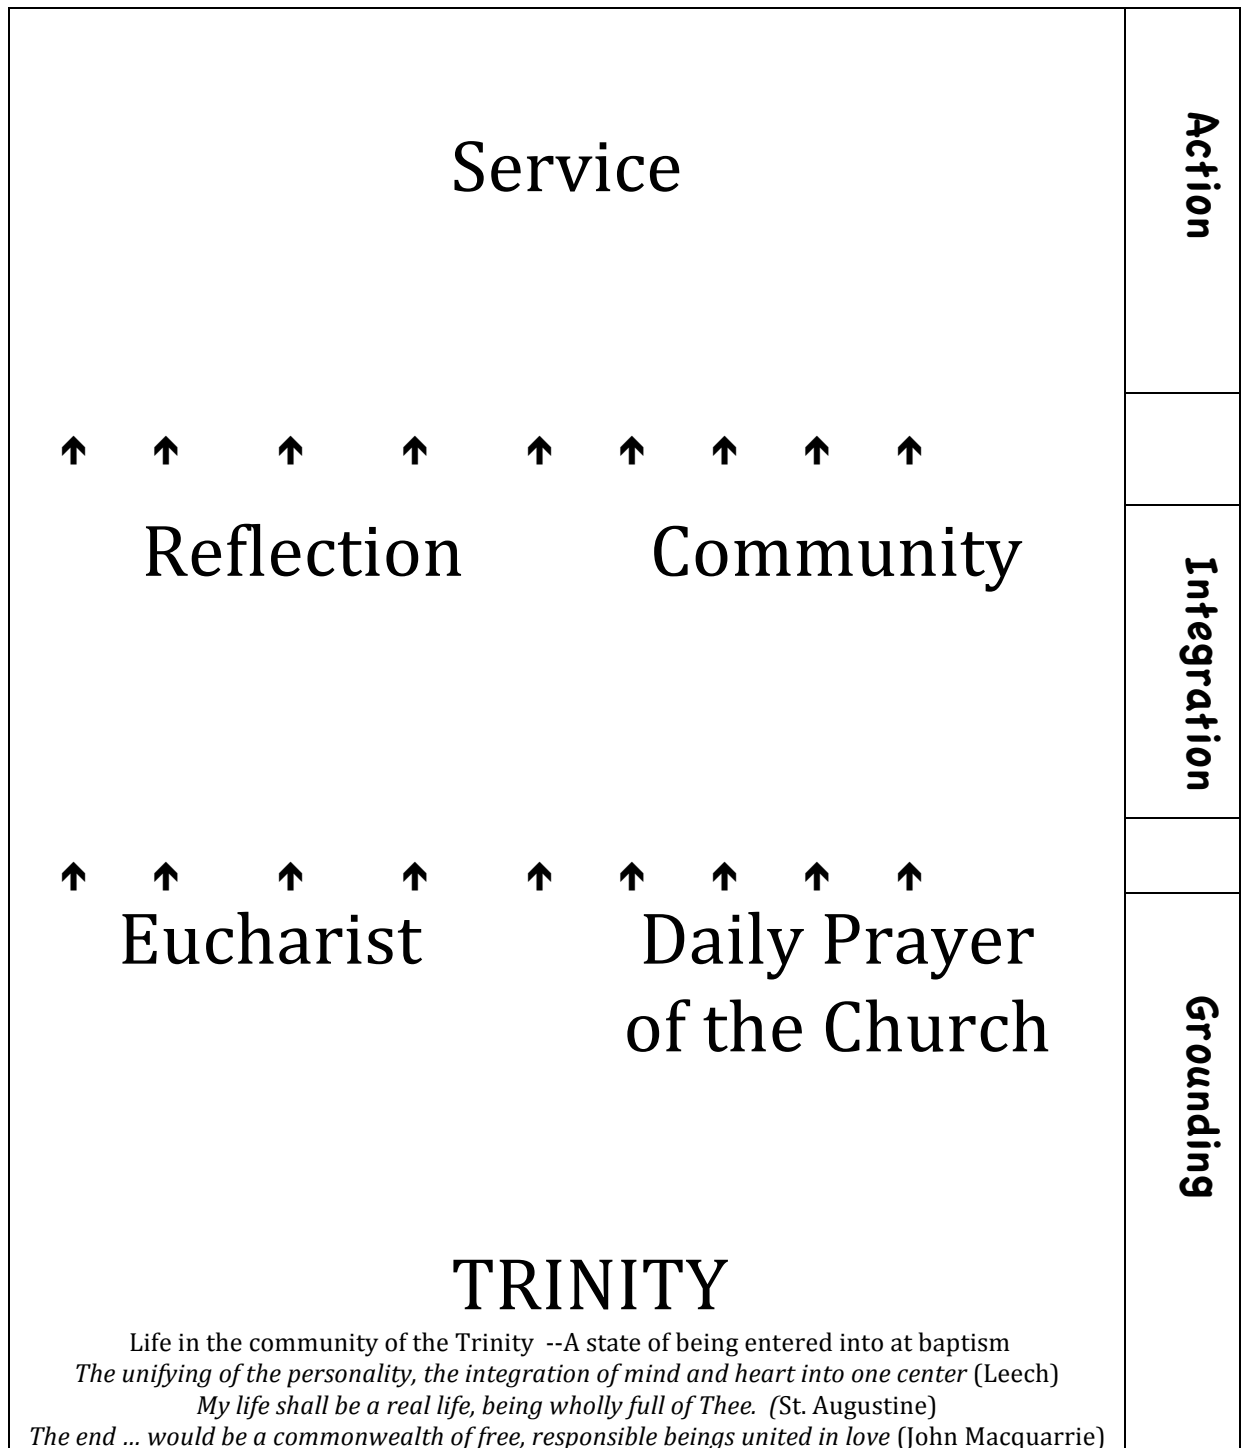 Service
Action
🡹 🡹 🡹 🡹 🡹 🡹 🡹 🡹 🡹
Reflection Community
Integration
🡹 🡹 🡹 🡹 🡹 🡹 🡹 🡹 🡹
Eucharist Daily Prayer
of the Church
Grounding
TRINITY
Life in the community of the Trinity --A state of being entered into at baptism
The unifying of the personality, the integration of mind and heart into one center (Leech)
My life shall be a real life, being wholly full of Thee. (St. Augustine)
The end … would be a commonwealth of free, responsible beings united in love (John Macquarrie)